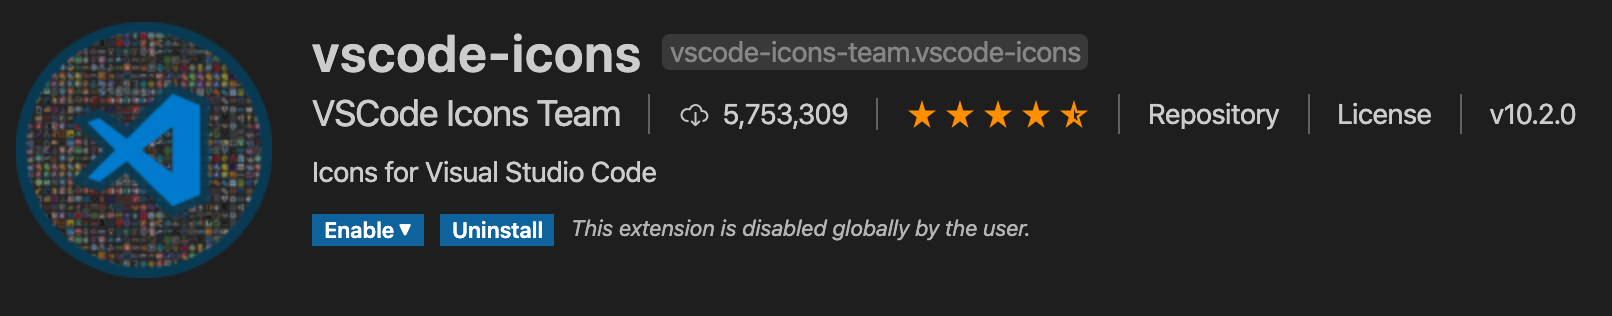 vscode-icons vscode-icons-team.vscode-icons
VSCode Icons Team 5,753,309 Repository License v10.2.0
Icons for Visual Studio Code
Enable Uninstall This extension is disabled globally by the user.